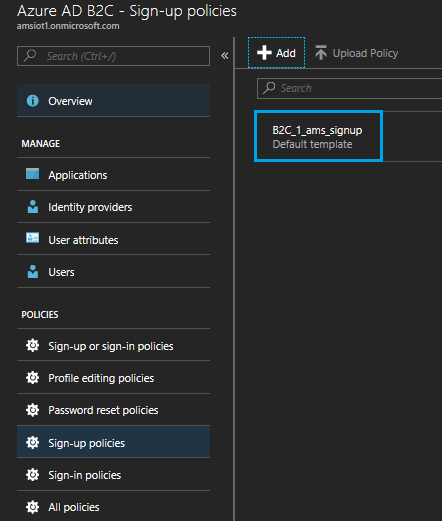 Azure AD B2C - Sign-up policies
amsiot1.onmicrosoft.com
Search (Ctrl+/)
Overview
MANAGE
Applications
Identity providers
User attributes
Users
POLICIES
Sign-up or sign-in policies
Profile editing policies
Password reset policies
Sign-up policies
Sign-in policies
All policies
Add
Upload Policy
Search
B2C_1_ams_signup
Default template